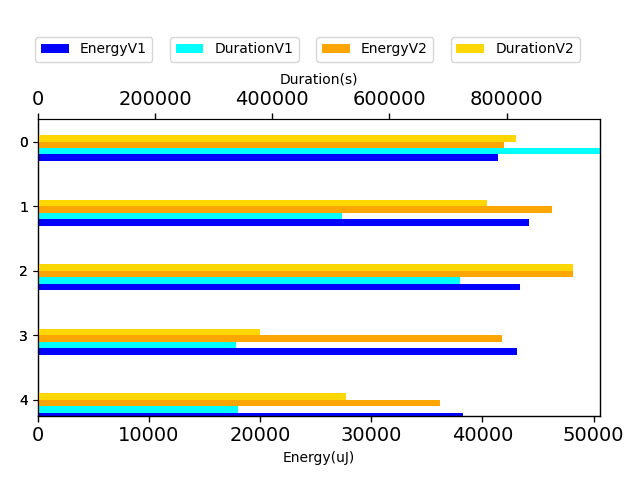 EnergyV1 DurationV1 EnergyV2 DurationV2
Duration(s)
0 200000 400000 600000 800000
0
1
2
3
4
0 10000 20000 30000 40000 50000
Energy(uJ)